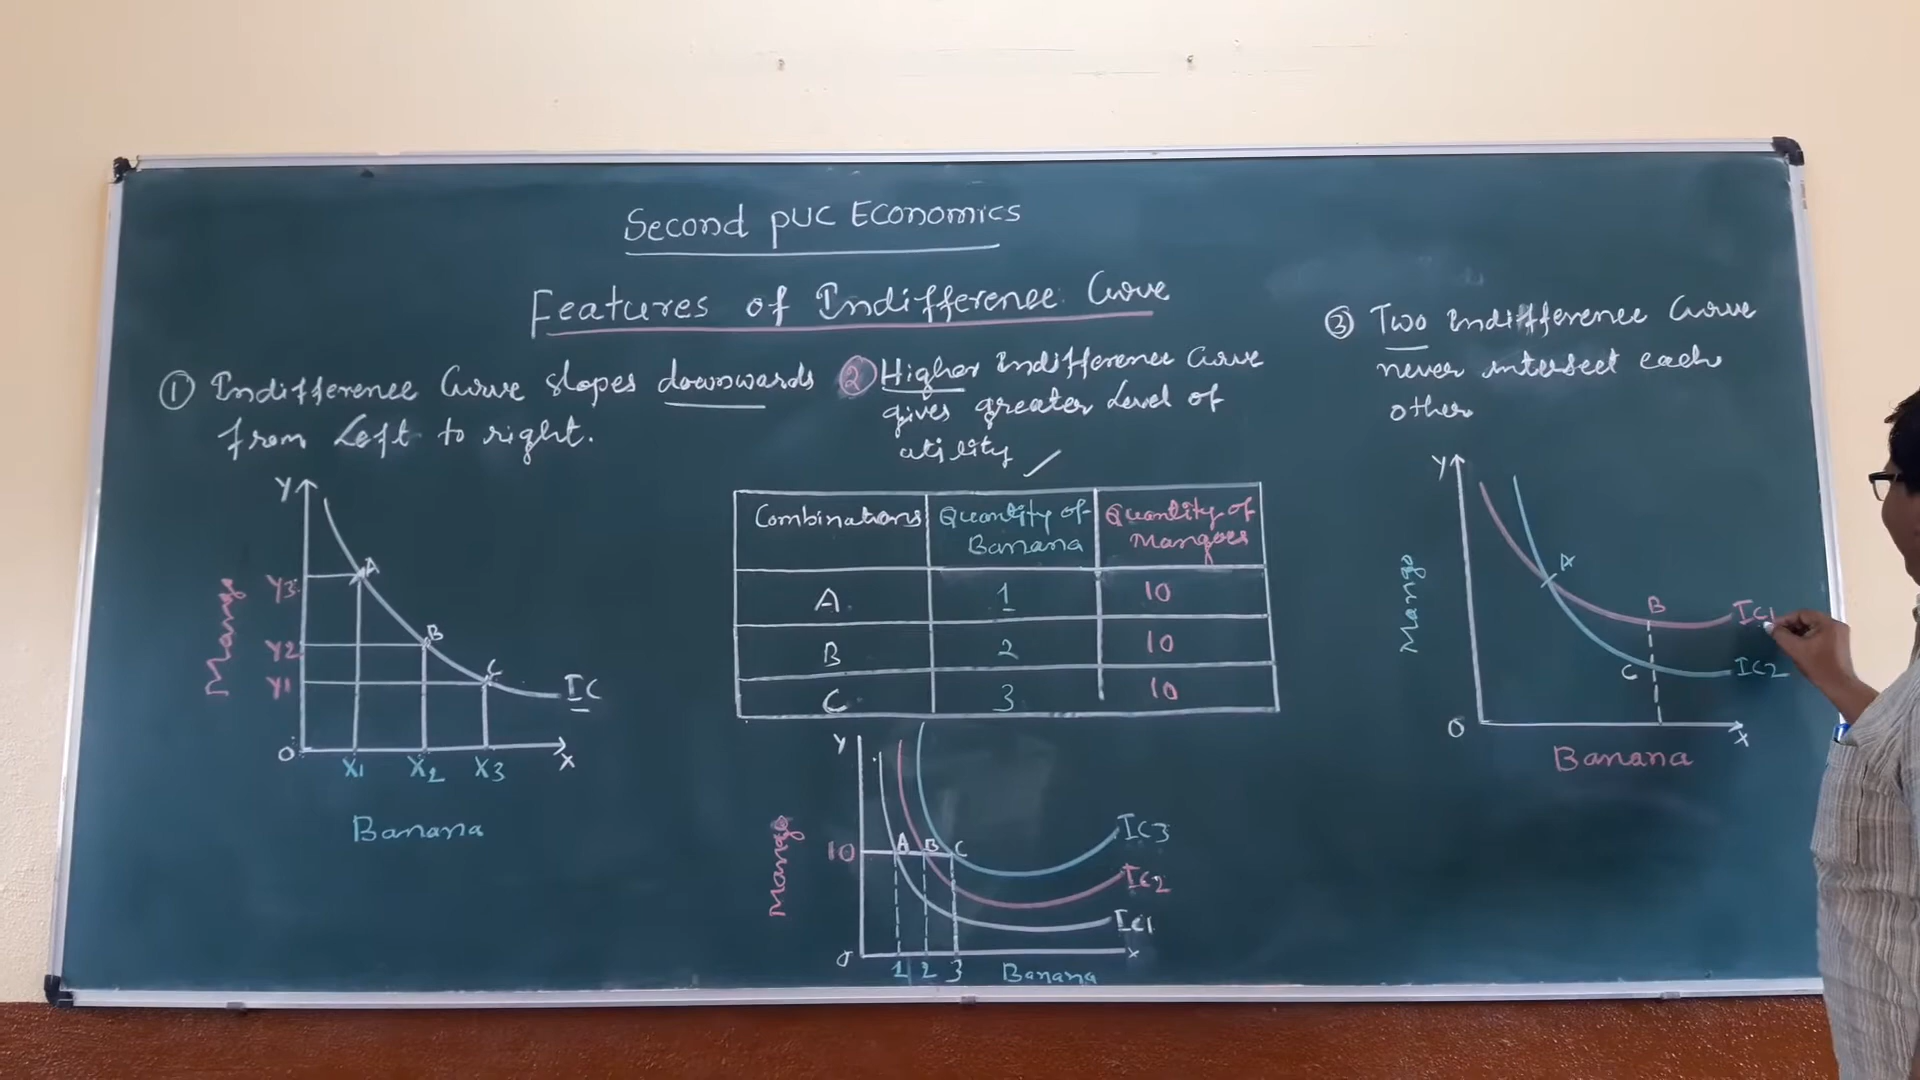 Second PUC Economics
Features of Indifference Curve
① Indifference Curve slopes downwards
from Left to right.
Y
Y3
Y2
Y1
Mango
A
B
C
IC
O
X1 X2 X3
X
Banana
② Higher Indifference Curve
gives greater Level of
utility
Combinations Quantity of Banana Quantity of Mangoes
A 1 10
B 2 10
C 3 10
Y
Mango
10
A B C
IC3
IC2
IC1
O
1 2 3 Banana
X
③ Two Indifference Curve
never intersect each
other
Y
Mango
A
B
IC1
C
IC2
O
X
Banana